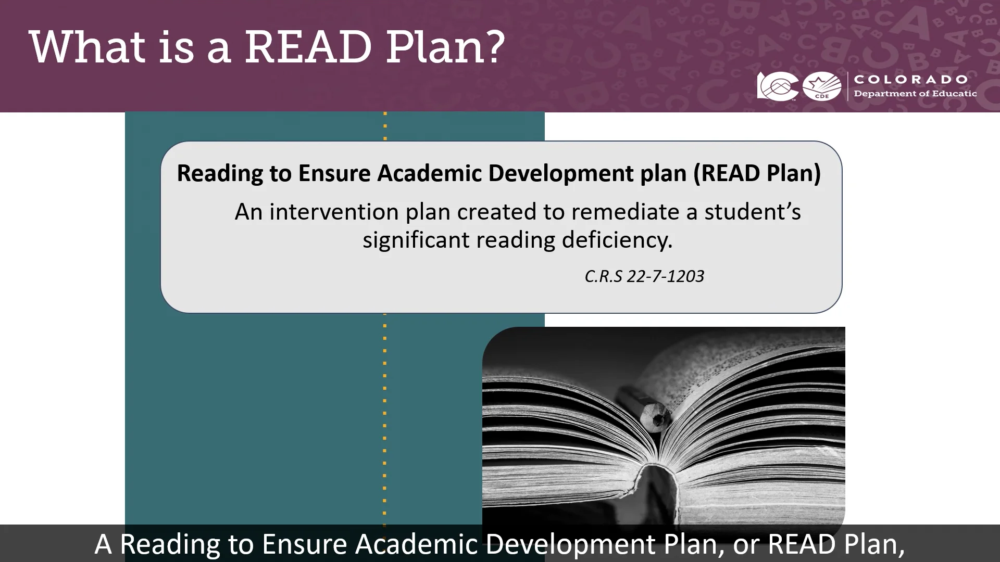 What is a READ Plan?
COLORADO
Department of Educatio
CDE
Reading to Ensure Academic Development plan (READ Plan)
An intervention plan created to remediate a student’s
significant reading deficiency.
C.R.S 22-7-1203
A Reading to Ensure Academic Development Plan, or READ Plan,